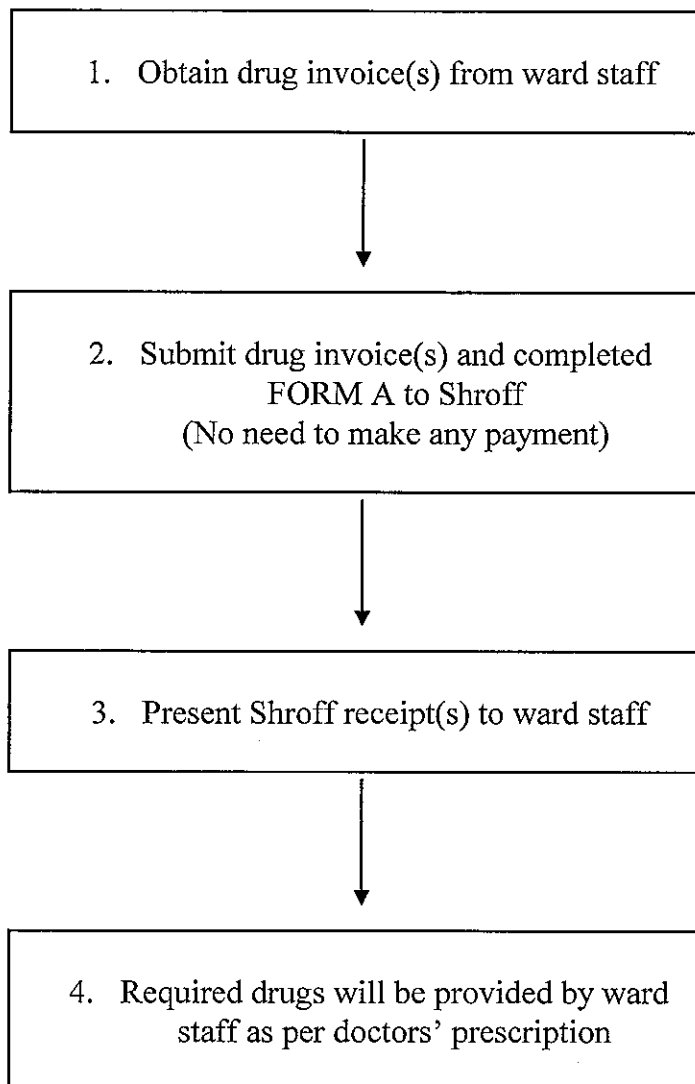 1. Obtain drug invoice(s) from ward staff
2. Submit drug invoice(s) and completed
FORM A to Shroff
(No need to make any payment)
3. Present Shroff receipt(s) to ward staff
4. Required drugs will be provided by ward
staff as per doctors’ prescription